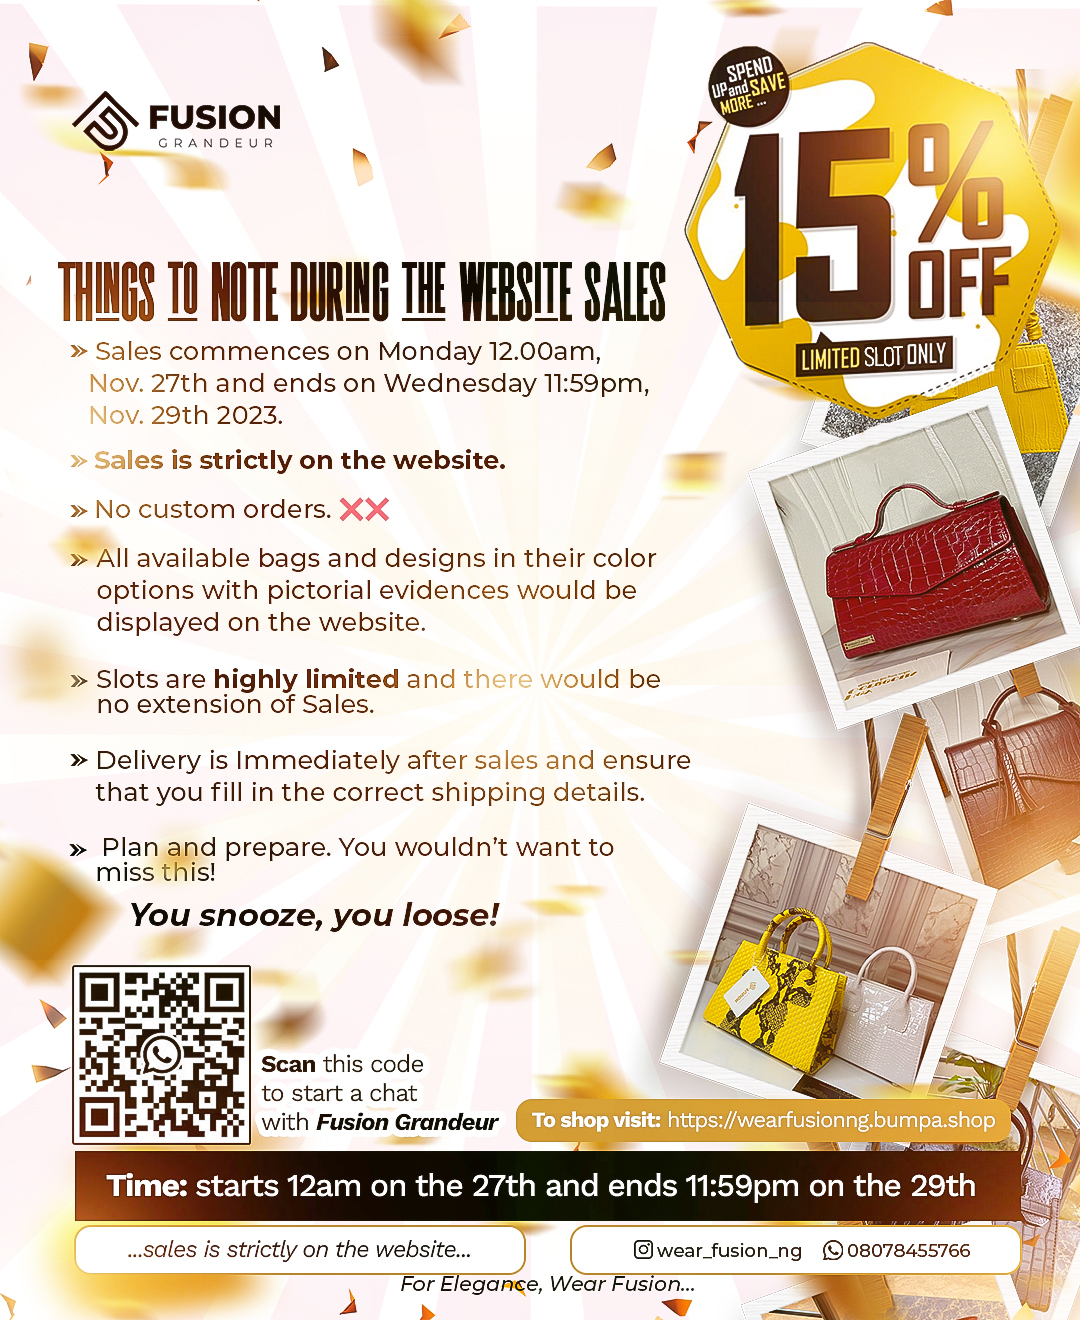 FUSION
GRANDEUR
SPEND
UP and SAVE
MORE ...
15%
OFF
LIMITED SLOT ONLY
THINGS TO NOTE DURING THE WEBSITE SALES
Sales commences on Monday 12.00am,
Nov. 27th and ends on Wednesday 11:59pm,
Nov. 29th 2023.
Sales is strictly on the website.
No custom orders. ❌❌
All available bags and designs in their color
options with pictorial evidences would be
displayed on the website.
Slots are highly limited and there would be
no extension of Sales.
Delivery is Immediately after sales and ensure
that you fill in the correct shipping details.
Plan and prepare. You wouldn't want to
miss this!
You snooze, you loose!
Scan this code
to start a chat
with Fusion Grandeur
To shop visit: https://wearfusionng.bumpa.shop
Time: starts 12am on the 27th and ends 11:59pm on the 29th
...sales is strictly on the website...
wear_fusion_ng 08078455766
For Elegance, Wear Fusion...